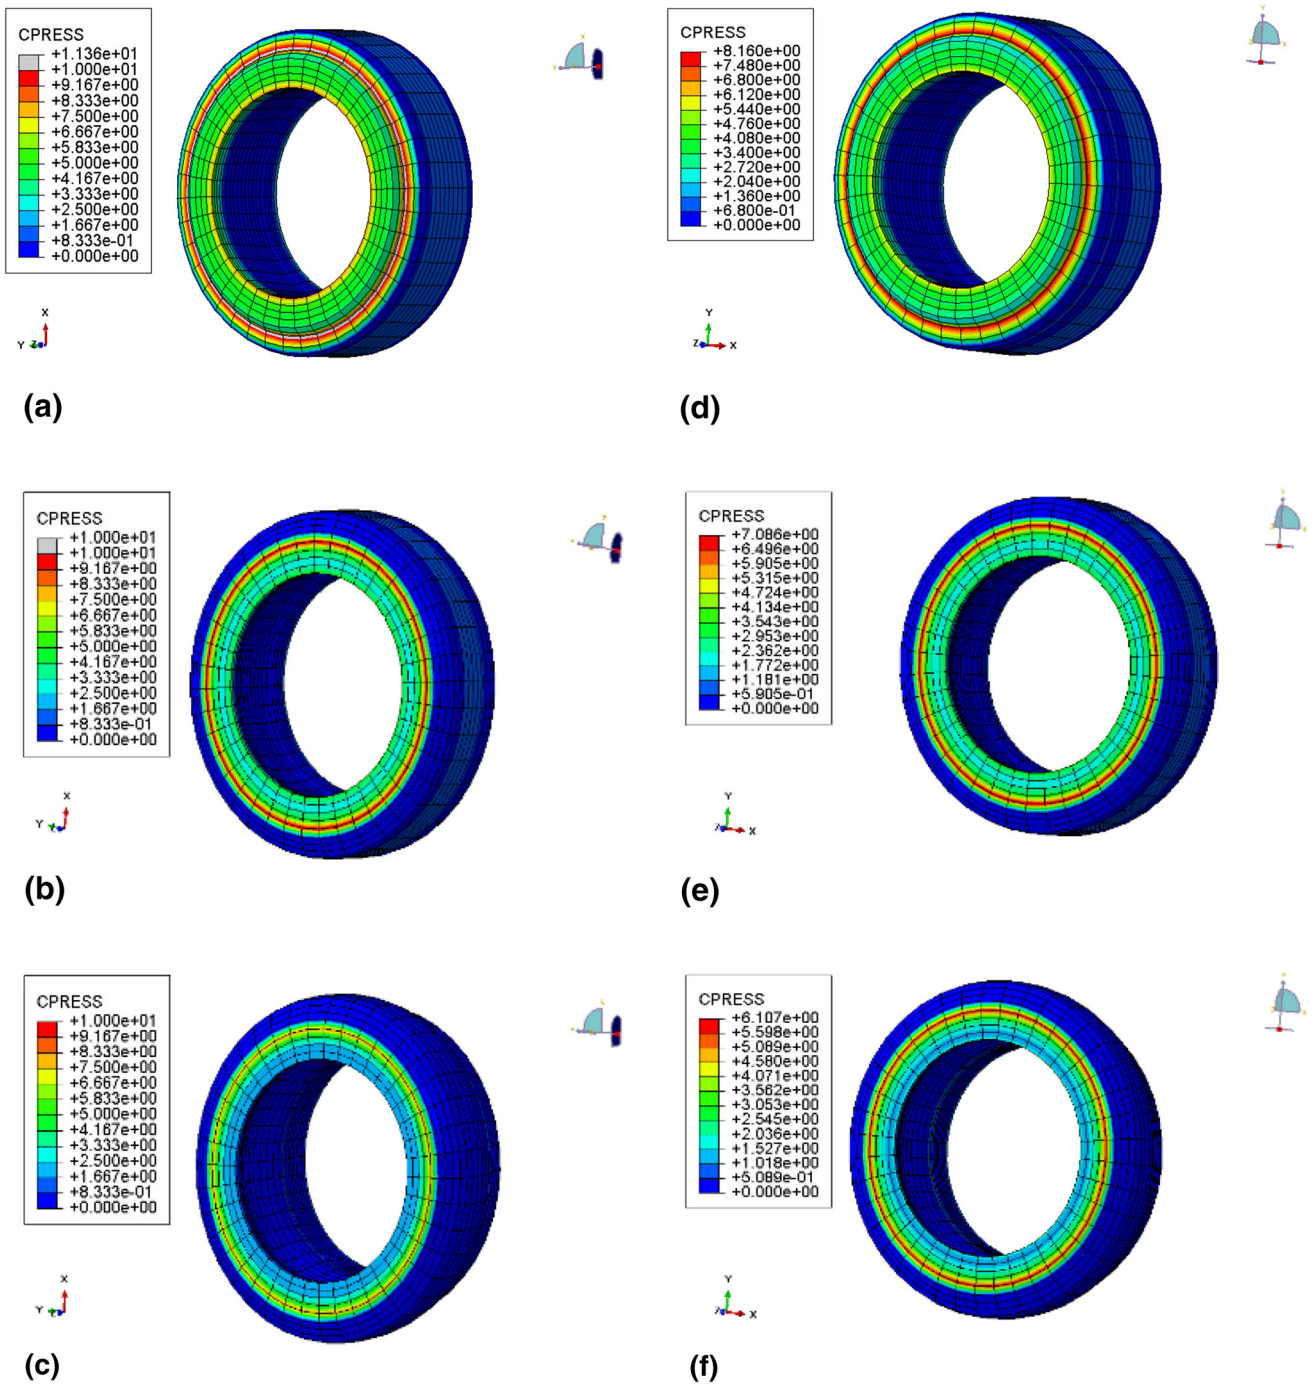 CPRESS
+1.136e+01
+1.000e+01
+9.167e+00
+8.333e+00
+7.500e+00
+6.667e+00
+5.833e+00
+5.000e+00
+4.167e+00
+3.333e+00
+2.500e+00
+1.667e+00
+8.333e-01
+0.000e+00
X
Y
Z
(a)
CPRESS
+8.160e+00
+7.480e+00
+6.800e+00
+6.120e+00
+5.440e+00
+4.760e+00
+4.080e+00
+3.400e+00
+2.720e+00
+2.040e+00
+1.360e+00
+6.800e-01
+0.000e+00
Y
Z
X
(d)
CPRESS
+1.000e+01
+1.000e+01
+9.167e+00
+8.333e+00
+7.500e+00
+6.667e+00
+5.833e+00
+5.000e+00
+4.167e+00
+3.333e+00
+2.500e+00
+1.667e+00
+8.333e-01
+0.000e+00
X
Y
Z
(b)
CPRESS
+7.086e+00
+6.496e+00
+5.905e+00
+5.315e+00
+4.724e+00
+4.134e+00
+3.543e+00
+2.953e+00
+2.362e+00
+1.772e+00
+1.181e+00
+5.905e-01
+0.000e+00
Y
Z
X
(e)
CPRESS
+1.000e+01
+9.167e+00
+8.333e+00
+7.500e+00
+6.667e+00
+5.833e+00
+5.000e+00
+4.167e+00
+3.333e+00
+2.500e+00
+1.667e+00
+8.333e-01
+0.000e+00
X
Y
Z
(c)
CPRESS
+6.107e+00
+5.598e+00
+5.089e+00
+4.580e+00
+4.071e+00
+3.562e+00
+3.053e+00
+2.545e+00
+2.036e+00
+1.527e+00
+1.018e+00
+5.089e-01
+0.000e+00
Y
Z
X
(f)